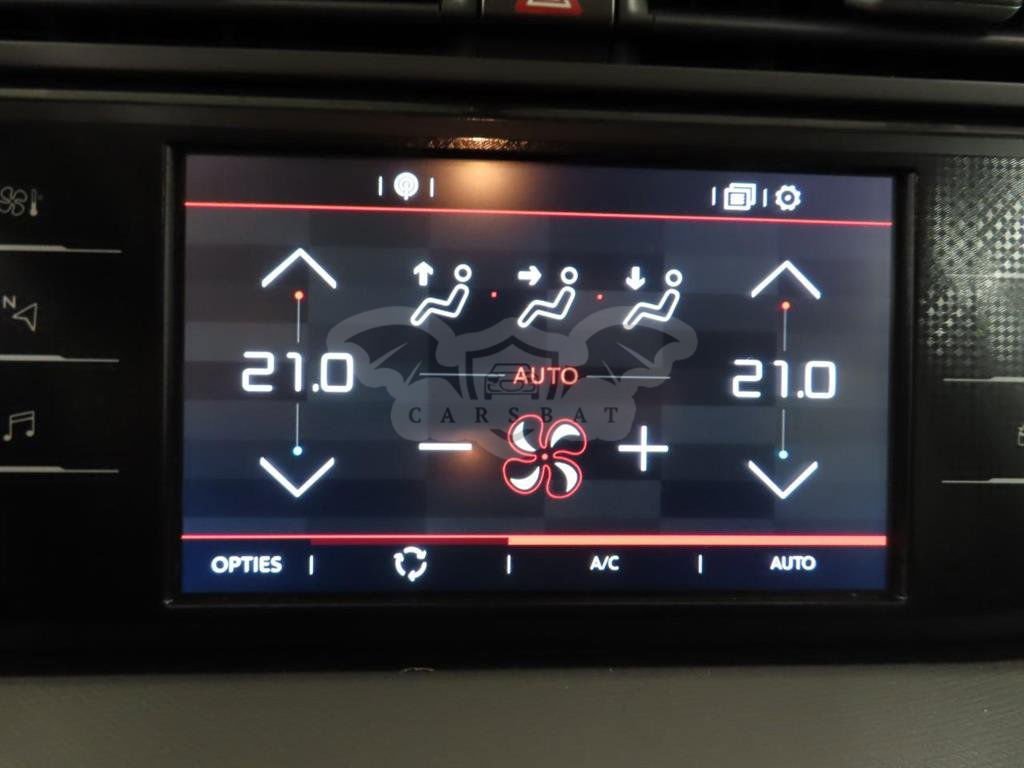 N
21.0
AUTO
21.0
CARSBAT
OPTIES
A/C
AUTO